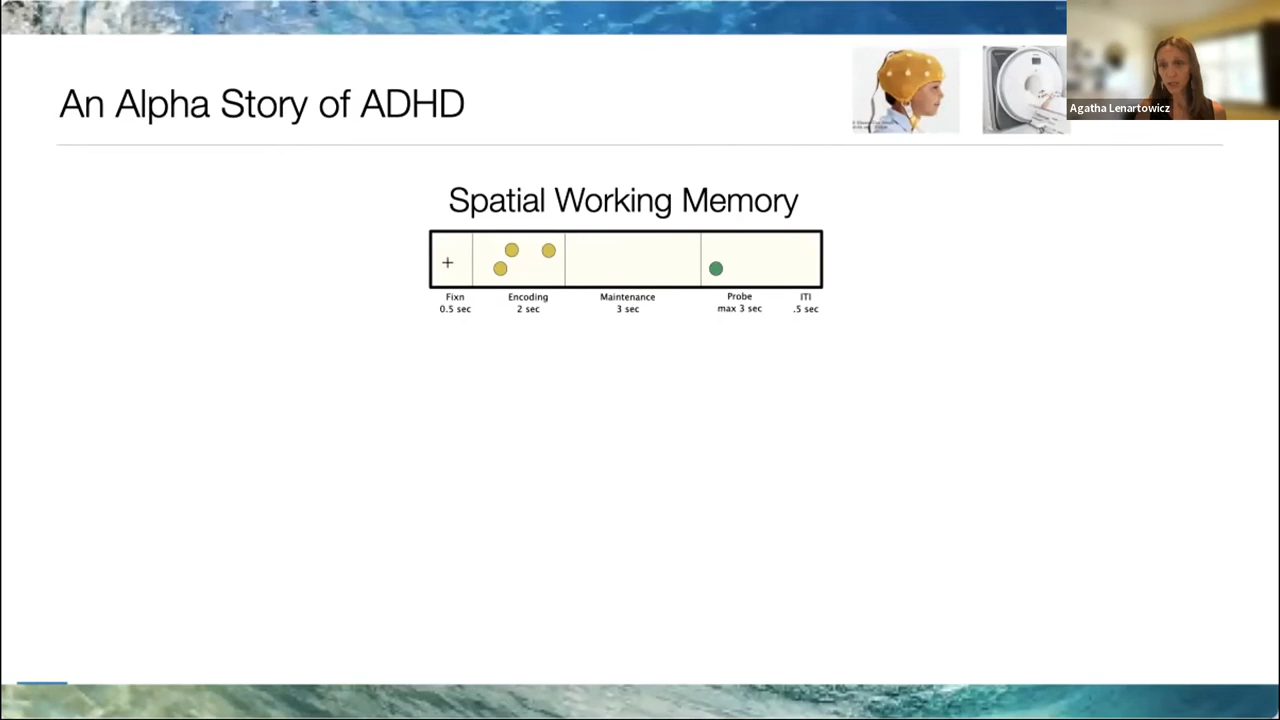 Agatha Lenartowicz
An Alpha Story of ADHD
Spatial Working Memory
+
Fixn
0.5 sec
Encoding
2 sec
Maintenance
3 sec
Probe
max 3 sec
ITI
.5 sec